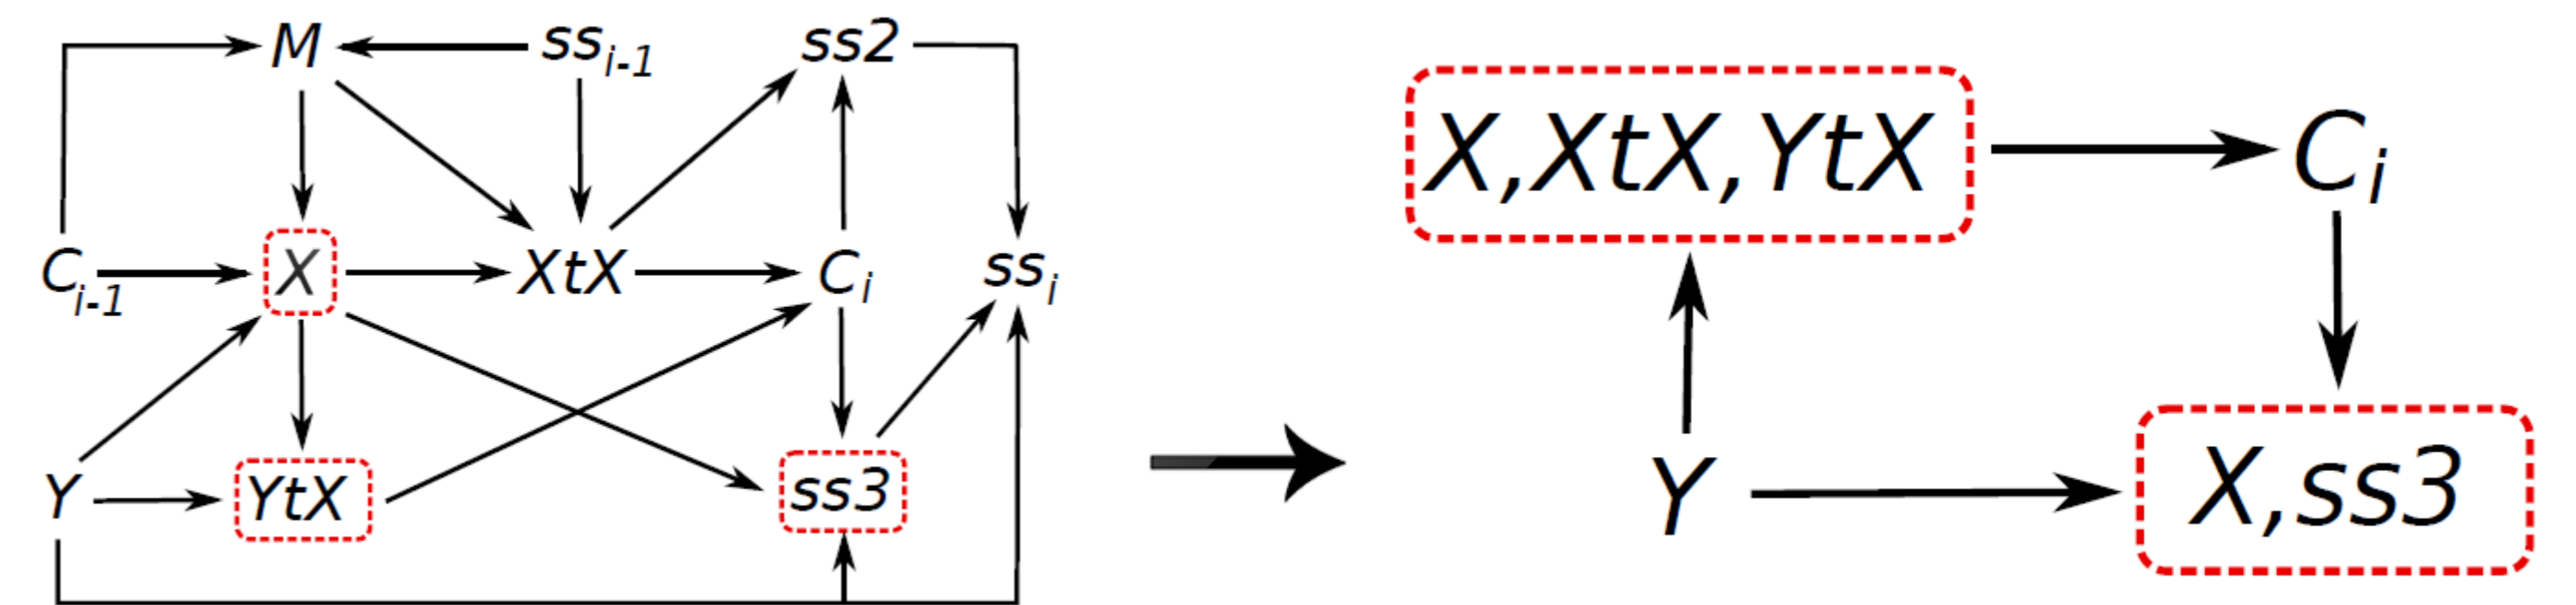 M ss_{i-1} ss2
C_{i-1} X XtX C_i ss_i
Y YtX ss3
X,XtX,YtX C_i
Y X,ss3